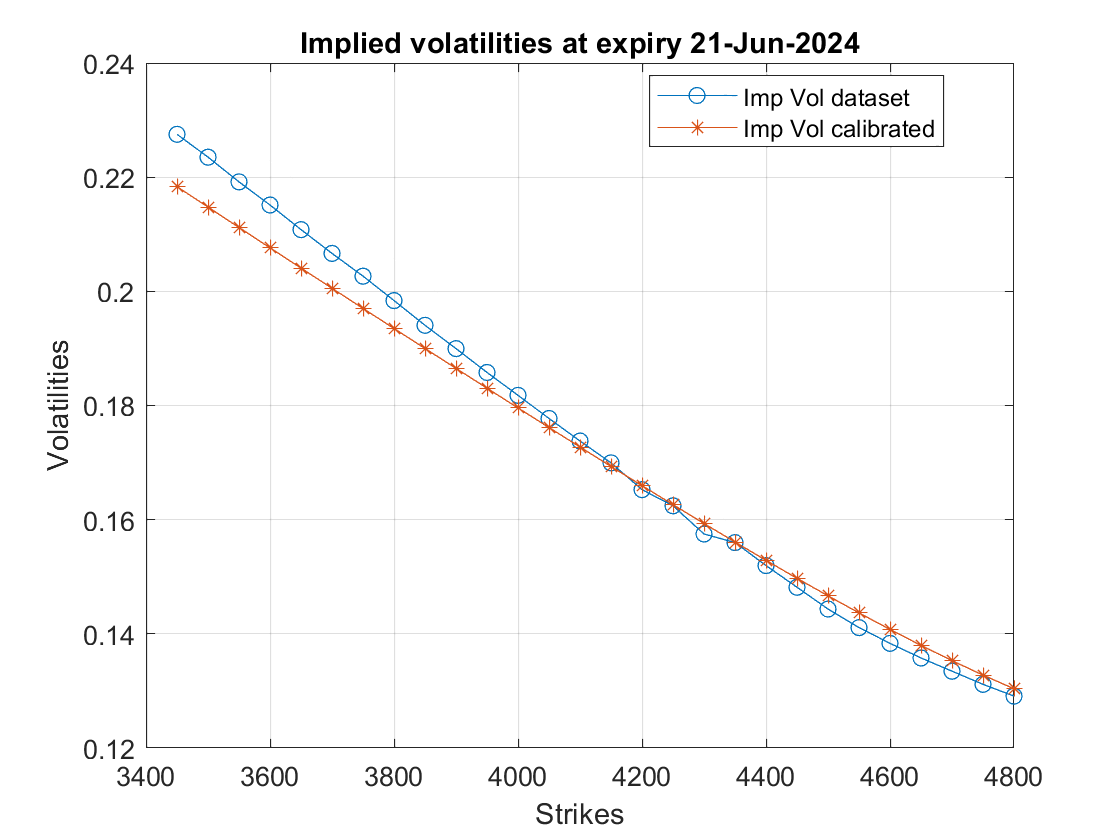 Implied volatilities at expiry 21-Jun-2024
Imp Vol dataset
Imp Vol calibrated
0.24
0.22
0.2
0.18
0.16
0.14
0.12
Volatilities
3400 3600 3800 4000 4200 4400 4600 4800
Strikes